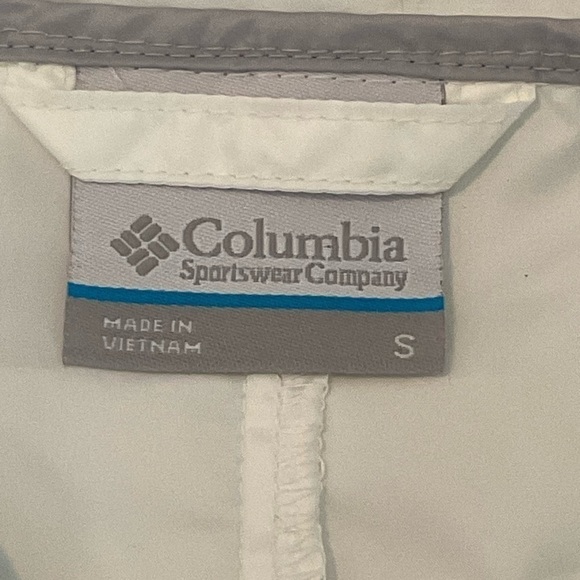 Columbia
Sportswear Company
MADE IN
VIETNAM
S